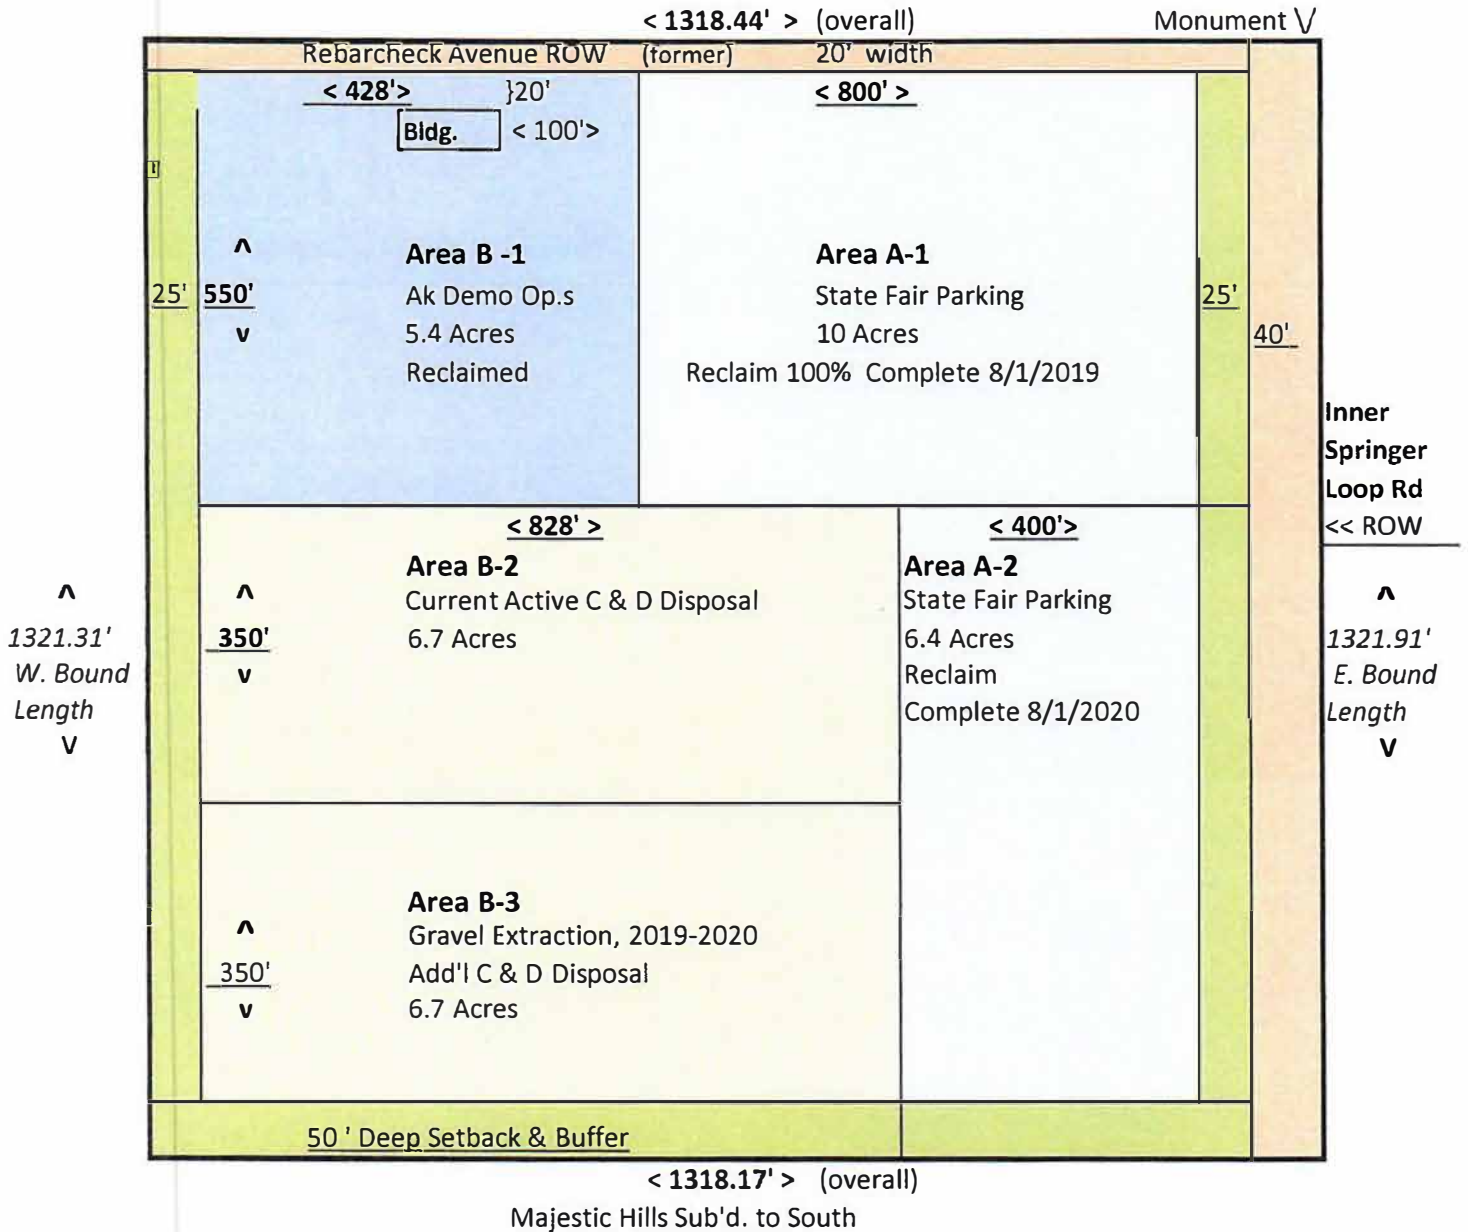 < 1318.44' > (overall)
Monument \/
Rebarcheck Avenue ROW (former) 20' width
< 428'> }20'
< 800' >
Bldg. < 100'>
^
550'
v
25'
Area B -1
Ak Demo Op.s
5.4 Acres
Reclaimed
Area A-1
State Fair Parking
10 Acres
Reclaim 100% Complete 8/1/2019
25'
40'
Inner
Springer
Loop Rd
<< ROW
< 828' >
Area B-2
Current Active C & D Disposal
6.7 Acres
^
350'
v
< 400'>
Area A-2
State Fair Parking
6.4 Acres
Reclaim
Complete 8/1/2020
^
1321.31'
W. Bound
Length
V
^
1321.91'
E. Bound
Length
V
Area B-3
Gravel Extraction, 2019-2020
Add'l C & D Disposal
6.7 Acres
^
350'
v
50 ' Deep Setback & Buffer
< 1318.17' > (overall)
Majestic Hills Sub'd. to South